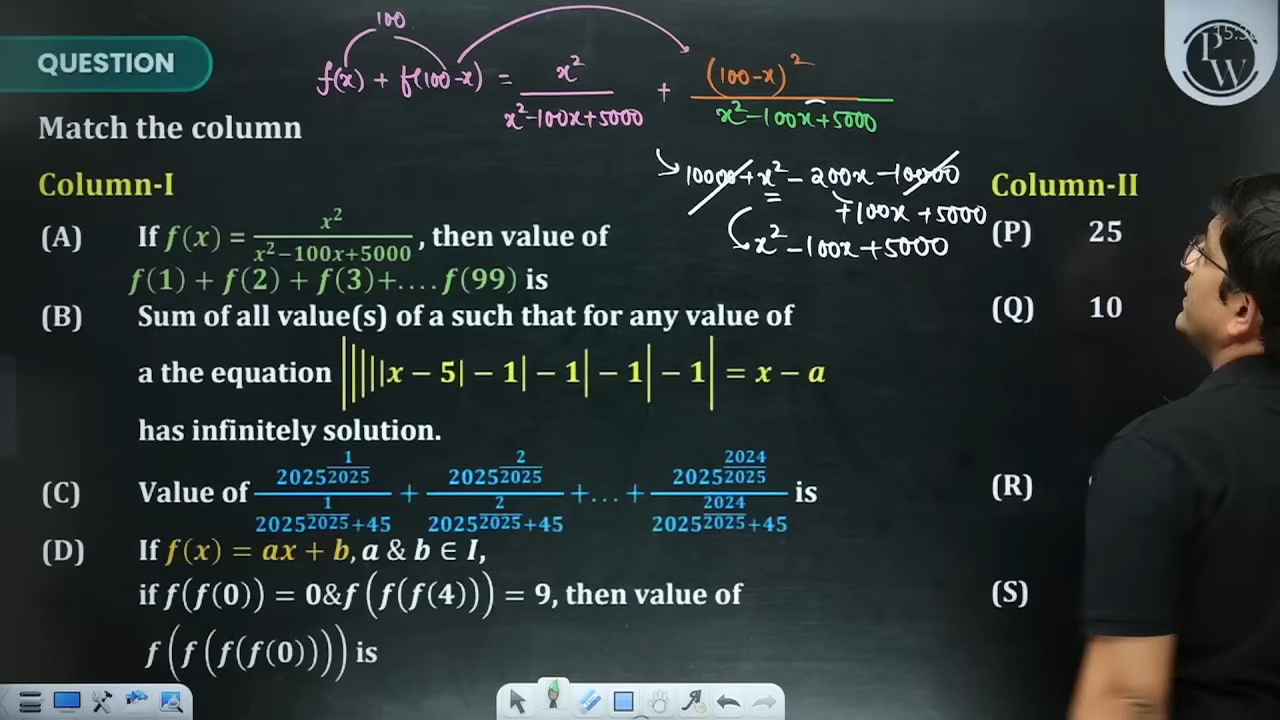 QUESTION
100
f(x) + f(100-x) = x²/(x²-100x+5000) + (100-x)²/(x²-100x+5000)
Match the column
10000 + x² - 200x - 10000
+100x + 5000
x² - 100x + 5000
Column-I
Column-II
(A) If f(x) = x²/(x²−100x+5000), then value of
f(1) + f(2) + f(3)+.... f(99) is
(P) 25
(B) Sum of all value(s) of a such that for any value of
a the equation |||||x − 5| − 1| − 1| − 1| − 1| = x − a
has infinitely solution.
(Q) 10
(C) Value of 2025^(1/2025)/(2025^(1/2025)+45) + 2025^(2/2025)/(2025^(2/2025)+45) +...+ 2025^(2024/2025)/(2025^(2024/2025)+45) is
(R)
(D) If f(x) = ax + b, a & b ∈ I,
if f(f(0)) = 0&f(f(f(4))) = 9, then value of
f(f(f(f(0)))) is
(S)
PW